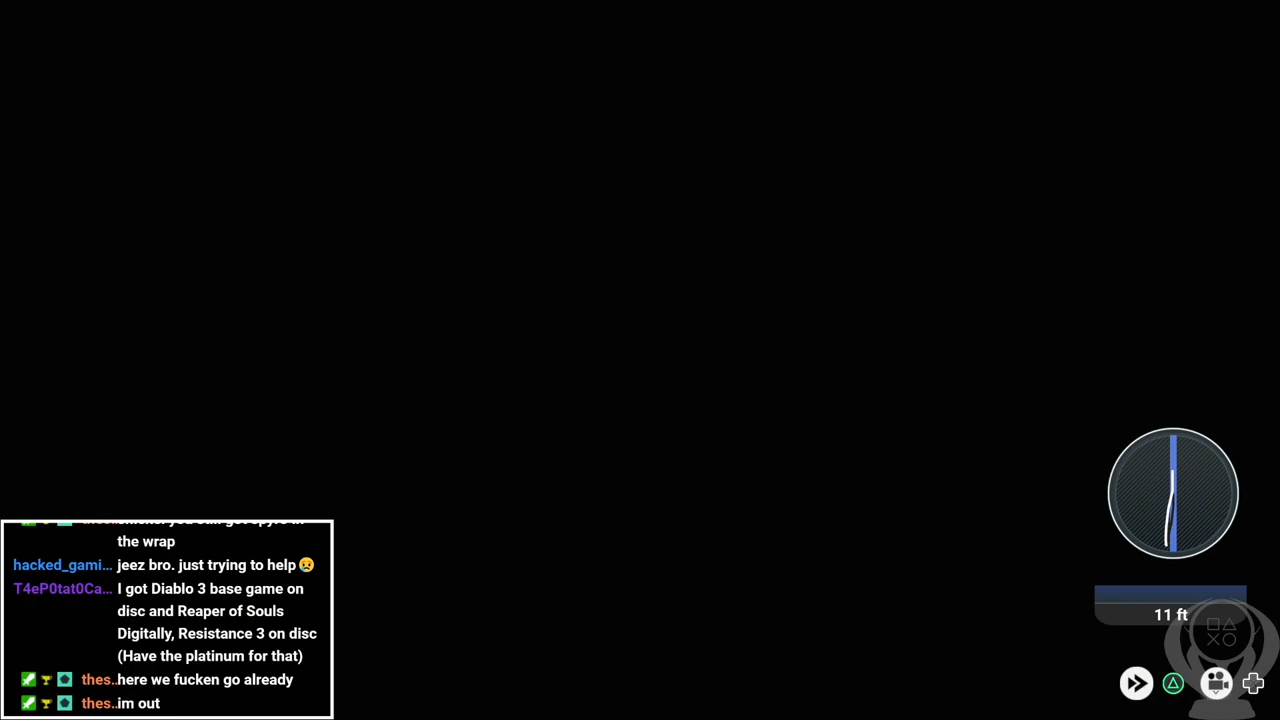 the wrap
hacked_gami... jeez bro. just trying to help😢
T4eP0tat0Ca... I got Diablo 3 base game on
disc and Reaper of Souls
Digitally, Resistance 3 on disc
(Have the platinum for that)
thes.. here we fucken go already
thes.. im out
11 ft